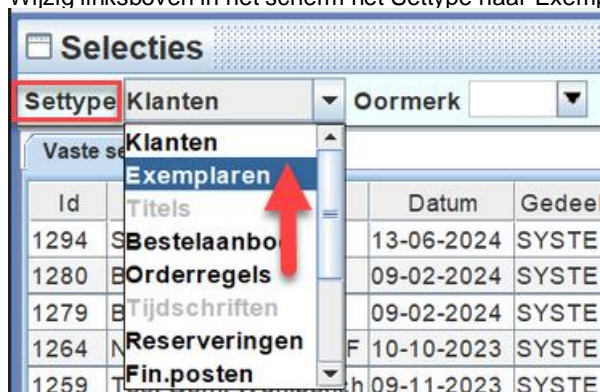 Wijzig linksboven in het scherm het Settype naar Exemp
Selecties
Settype Klanten Oormerk
Vaste se
Klanten
Exemplaren
Titels
Bestelaanbo
Orderregels
Tijdschriften
Reserveringen
Fin.posten
Id Datum Gedeel
1294 S 13-06-2024 SYSTE
1280 B 09-02-2024 SYSTE
1279 B 09-02-2024 SYSTE
1264 N F 10-10-2023 SYSTE
1259 T h 09-11-2023 SYSTE